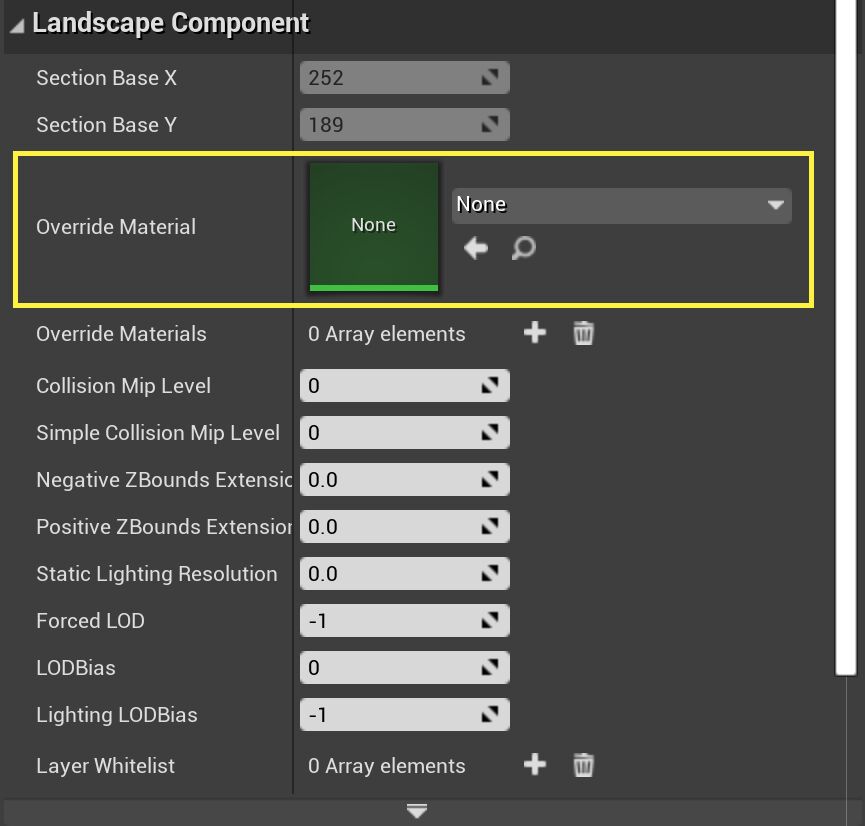 Landscape Component
Section Base X 252
Section Base Y 189
Override Material None None
Override Materials 0 Array elements
Collision Mip Level 0
Simple Collision Mip Level 0
Negative ZBounds Extensic 0.0
Positive ZBounds Extension 0.0
Static Lighting Resolution 0.0
Forced LOD -1
LODBias 0
Lighting LODBias -1
Layer Whitelist 0 Array elements